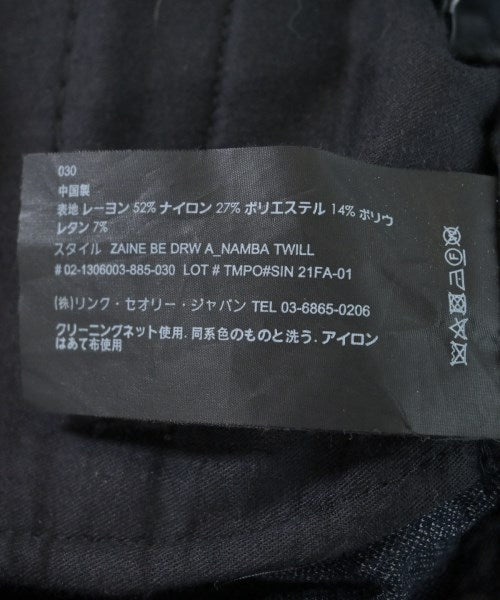 030
中国製
表地 レーヨン 52% ナイロン 27% ポリエステル 14% ポリウ
レタン 7%
スタイル ZAINE BE DRW A_NAMBA TWILL
# 02-1306003-885-030 LOT # TMPO#SIN 21FA-01
(株)リンク・セオリー・ジャパン TEL 03-6865-0206
クリーニングネット使用. 同系色のものと洗う. アイロン
はあて布使用